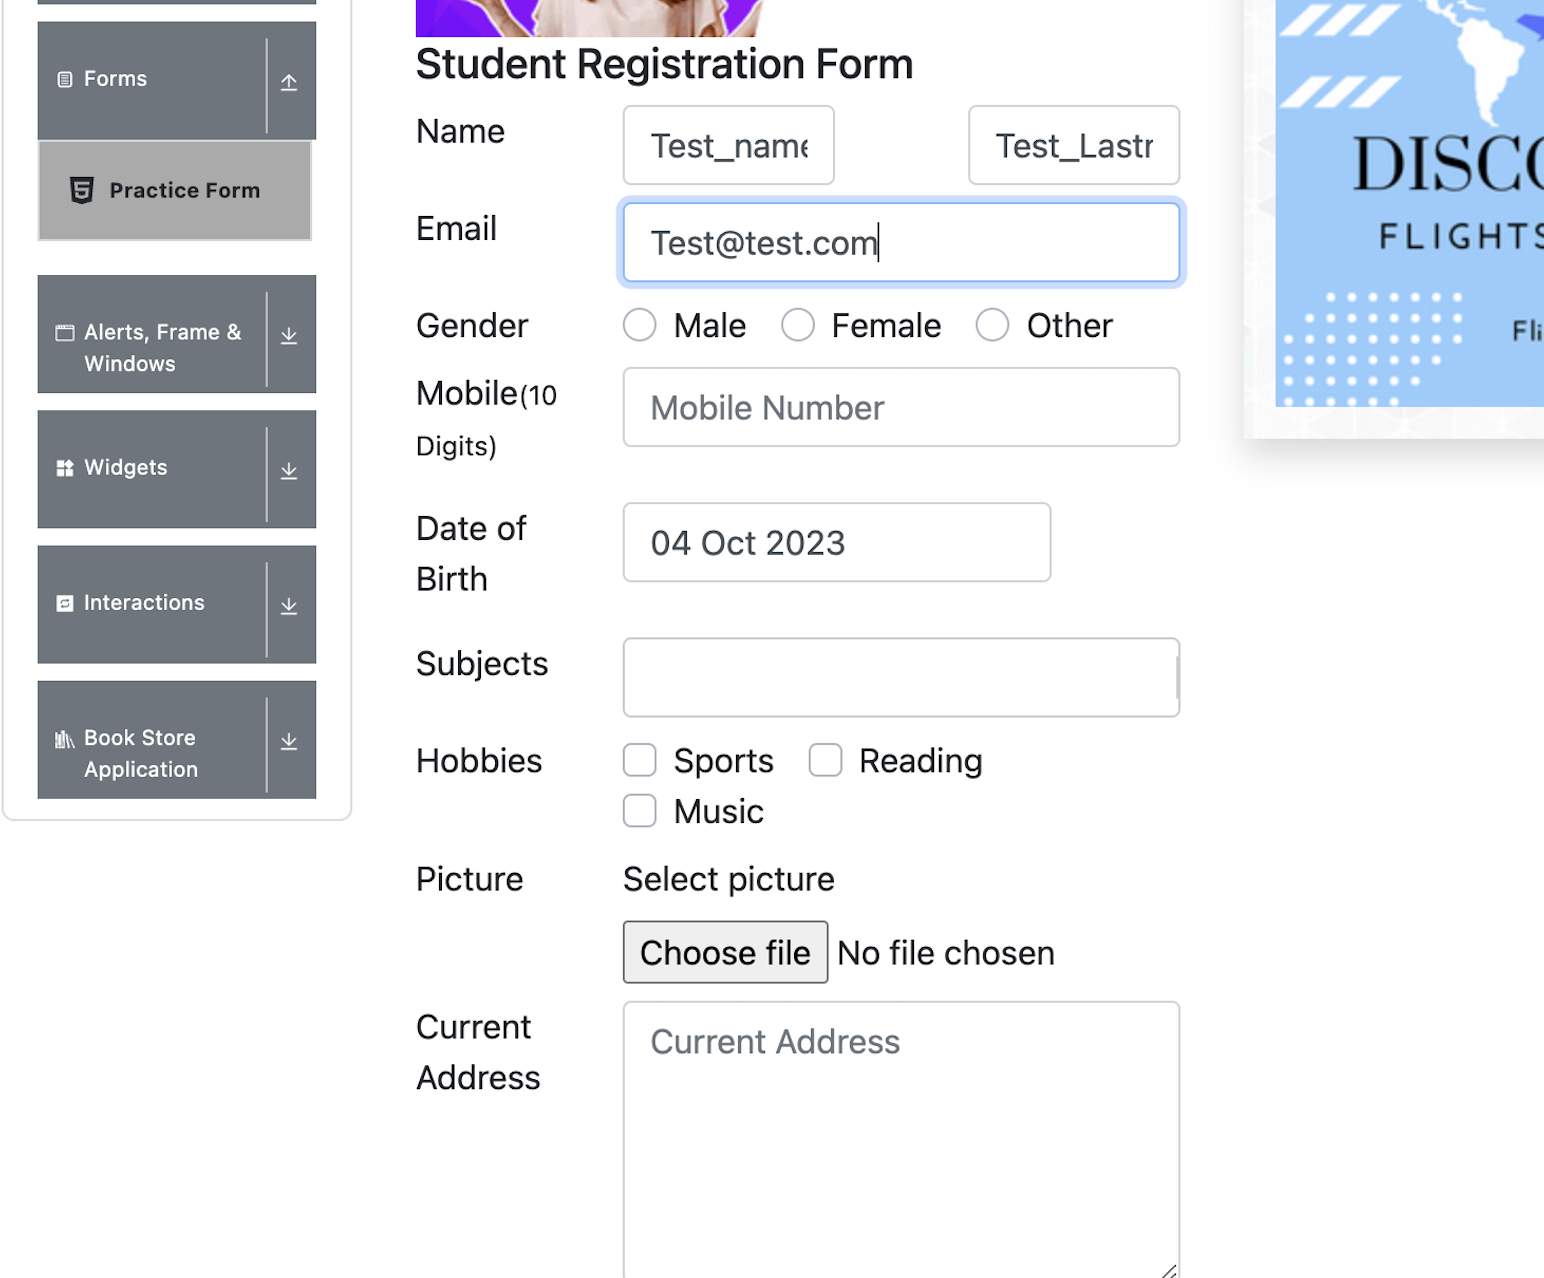 Forms
Practice Form
Alerts, Frame &
Windows
Widgets
Interactions
Book Store
Application
Student Registration Form
Name
Test_name
Test_Lastr
Email
Test@test.com
Gender
Male
Female
Other
Mobile(10
Digits)
Mobile Number
Date of
Birth
04 Oct 2023
Subjects
Hobbies
Sports
Reading
Music
Picture
Select picture
Choose file No file chosen
Current
Address
Current Address
DISCO
FLIGHTS
Fli